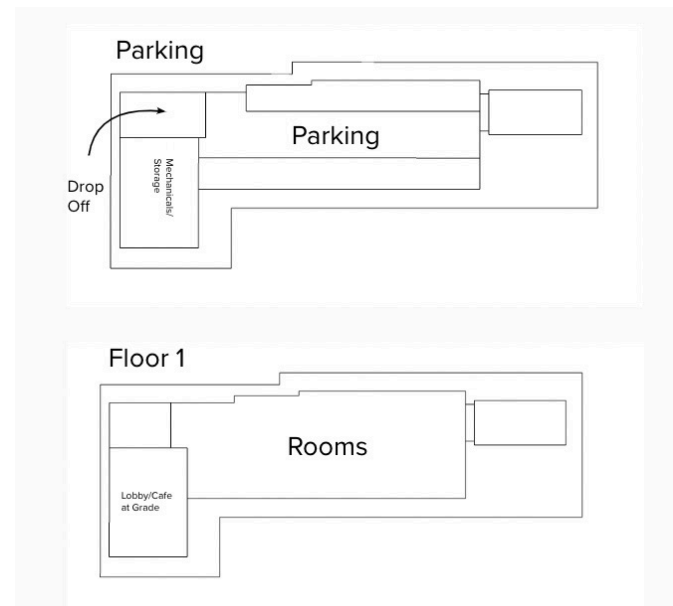 Parking
Parking
Mechanicals/
Storage
Drop
Off
Floor 1
Rooms
Lobby/Cafe
at Grade